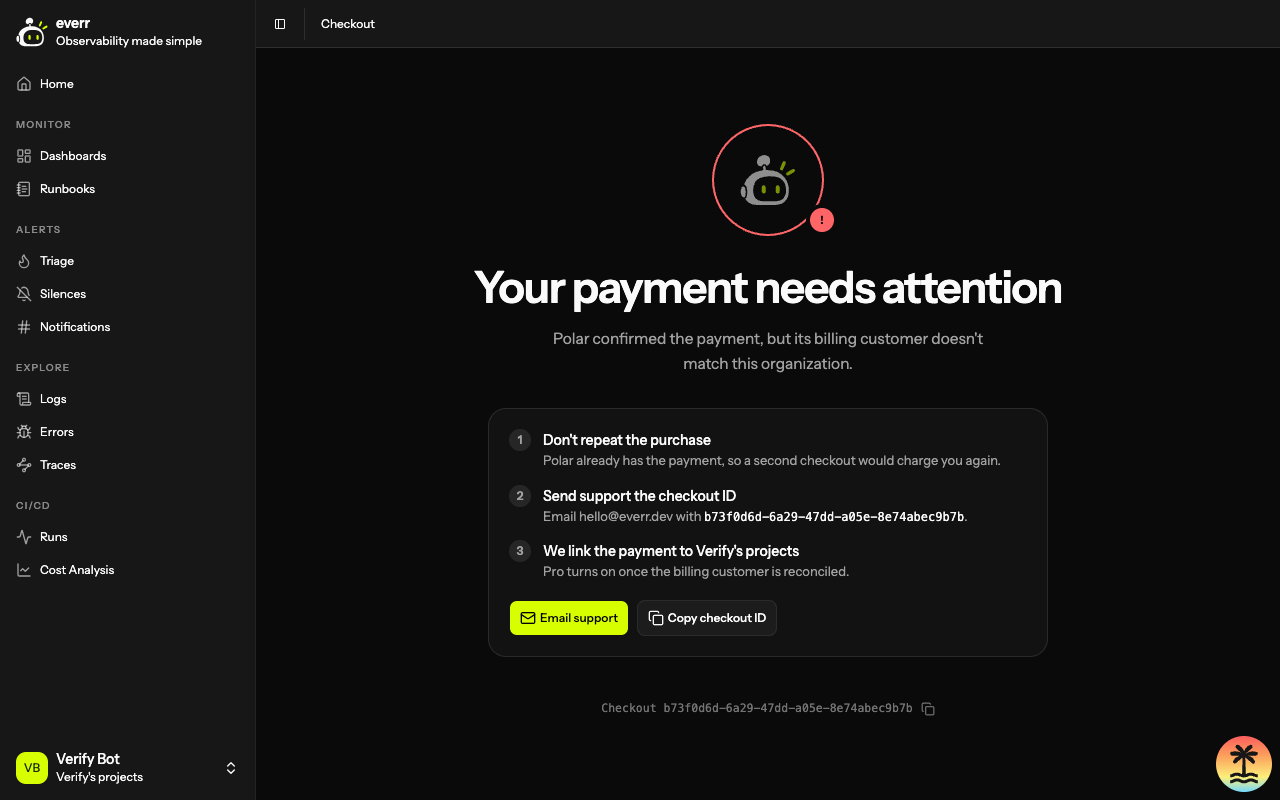 everr
Observability made simple
Home
MONITOR
Dashboards
Runbooks
ALERTS
Triage
Silences
Notifications
EXPLORE
Logs
Errors
Traces
CI/CD
Runs
Cost Analysis
VB
Verify Bot
Verify's projects
Checkout
!
Your payment needs attention
Polar confirmed the payment, but its billing customer doesn't
match this organization.
1 Don't repeat the purchase
Polar already has the payment, so a second checkout would charge you again.
2 Send support the checkout ID
Email hello@everr.dev with b73f0d6d-6a29-47dd-a05e-8e74abec9b7b.
3 We link the payment to Verify's projects
Pro turns on once the billing customer is reconciled.
Email support
Copy checkout ID
Checkout b73f0d6d-6a29-47dd-a05e-8e74abec9b7b